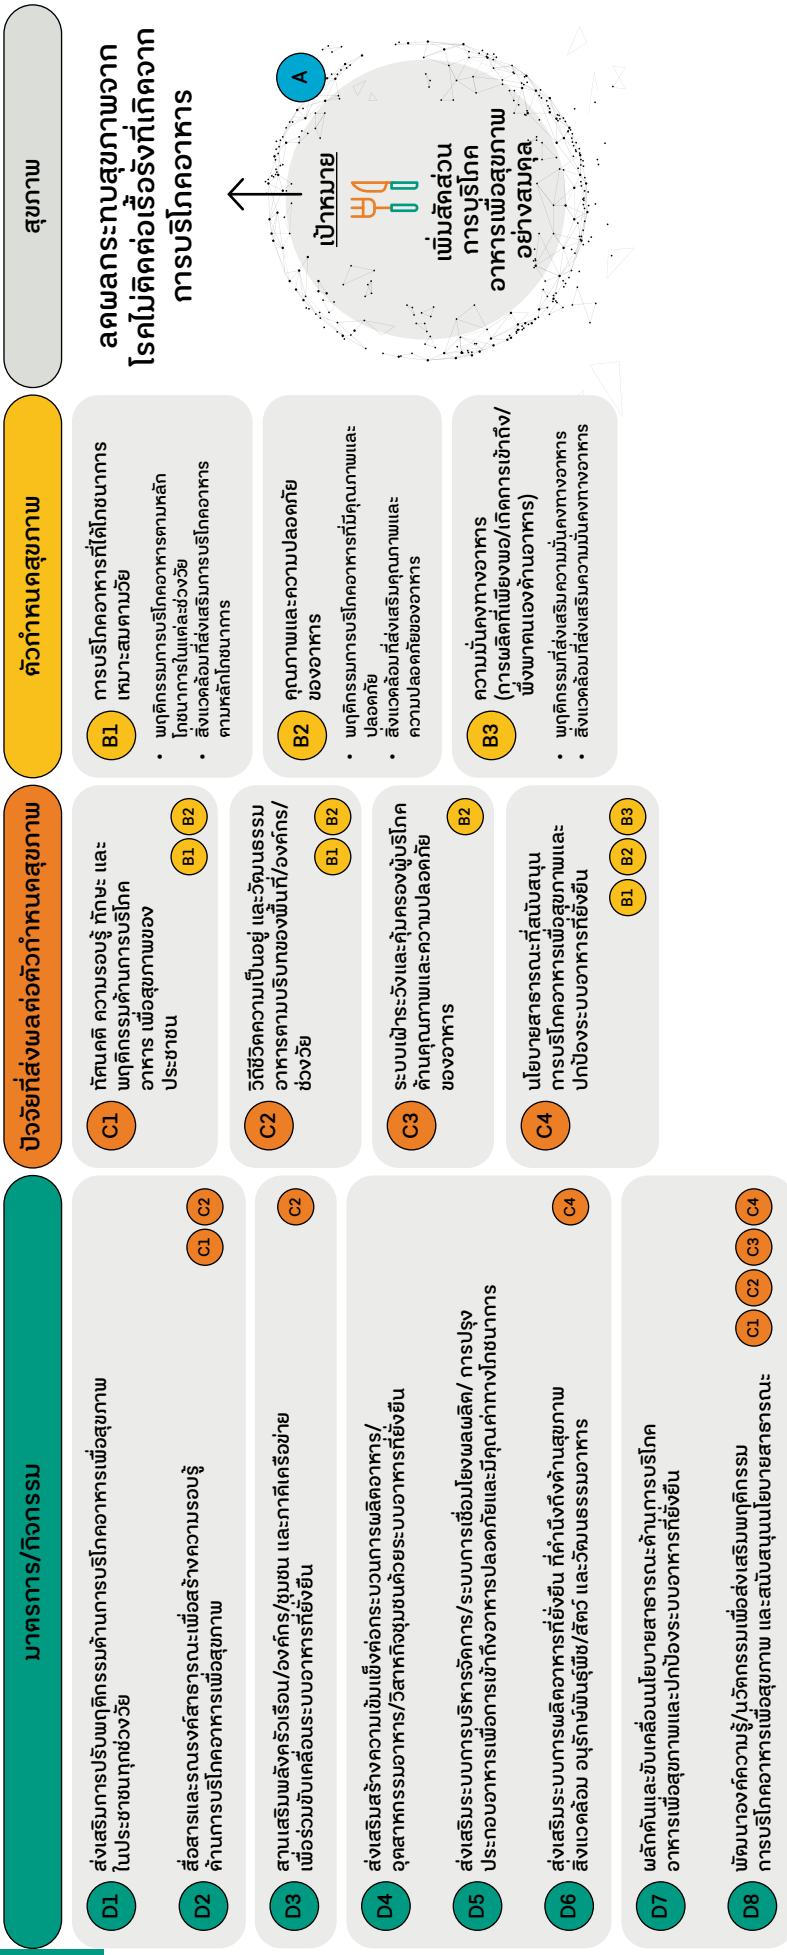 มาตรการ/กิจกรรม
D1
ส่งเสริมการปรับพฤติกรรมด้านการบริโภคอาหารเพื่อสุขภาพ
ในประชาชนทุกช่วงวัย
D2
สื่อสารและรณรงค์สาธารณะเพื่อสร้างความรอบรู้
ด้านการบริโภคอาหารเพื่อสุขภาพ
C1
C2
D3
สานเสริมพลังครัวเรือน/องค์กร/ชุมชน และภาคีเครือข่าย
เพื่อร่วมขับเคลื่อนระบบอาหารที่ยั่งยืน
C2
D4
ส่งเสริมสร้างความเข้มแข็งต่อกระบวนการผลิตอาหาร/
อุตสาหกรรมอาหาร/วิสาหกิจชุมชนด้วยระบบอาหารที่ยั่งยืน
D5
ส่งเสริมระบบการบริหารจัดการ/ระบบการเชื่อมโยงผลผลิต/ การปรุง
ประกอบอาหารเพื่อการเข้าถึงอาหารปลอดภัยและมีคุณค่าทางโภชนาการ
D6
ส่งเสริมระบบการผลิตอาหารที่ยั่งยืน ที่คำนึงถึงด้านสุขภาพ
สิ่งแวดล้อม อนุรักษ์พันธุ์พืช/สัตว์ และวัฒนธรรมอาหาร
C4
D7
ผลักดันและขับเคลื่อนนโยบายสาธารณะด้านการบริโภค
อาหารเพื่อสุขภาพและปกป้องระบบอาหารที่ยั่งยืน
D8
พัฒนาองค์ความรู้/นวัตกรรมเพื่อส่งเสริมพฤติกรรม
การบริโภคอาหารเพื่อสุขภาพ และสนับสนุนนโยบายสาธารณะ
C1
C2
C3
C4
ปัจจัยที่ส่งผลต่อตัวกำหนดสุขภาพ
C1
ทัศนคติ ความรอบรู้ ทักษะ และ
พฤติกรรมด้านการบริโภค
อาหาร เพื่อสุขภาพของ
ประชาชน
B1
B2
C2
วิถีชีวิตความเป็นอยู่ และวัฒนธรรม
อาหารตามบริบทของพื้นที่/องค์กร/
ช่วงวัย
B1
B2
C3
ระบบเฝ้าระวังและคุ้มครองผู้บริโภค
ด้านคุณภาพและความปลอดภัย
ของอาหาร
B2
C4
นโยบายสาธารณะที่สนับสนุน
การบริโภคอาหารเพื่อสุขภาพและ
ปกป้องระบบอาหารที่ยั่งยืน
B1
B2
B3
ตัวกำหนดสุขภาพ
B1
การบริโภคอาหารที่ได้โภชนาการ
เหมาะสมตามวัย
• พฤติกรรมการบริโภคอาหารตามหลัก
โภชนาการในแต่ละช่วงวัย
• สิ่งแวดล้อมที่ส่งเสริมการบริโภคอาหาร
ตามหลักโภชนาการ
B2
คุณภาพและความปลอดภัย
ของอาหาร
• พฤติกรรมการบริโภคอาหารที่มีคุณภาพและ
ปลอดภัย
• สิ่งแวดล้อมที่ส่งเสริมคุณภาพและ
ความปลอดภัยของอาหาร
B3
ความมั่นคงทางอาหาร
(การผลิตที่เพียงพอ/เกิดการเข้าถึง/
พึ่งพาตนเองด้านอาหาร)
• พฤติกรรมที่ส่งเสริมความมั่นคงทางอาหาร
• สิ่งแวดล้อมที่ส่งเสริมความมั่นคงทางอาหาร
สุขภาพ
ลดผลกระทบสุขภาพจาก
โรคไม่ติดต่อเรื้อรังที่เกิดจาก
การบริโภคอาหาร
A
เป้าหมาย
เพิ่มสัดส่วน
การบริโภค
อาหารเพื่อสุขภาพ
อย่างสมดุล